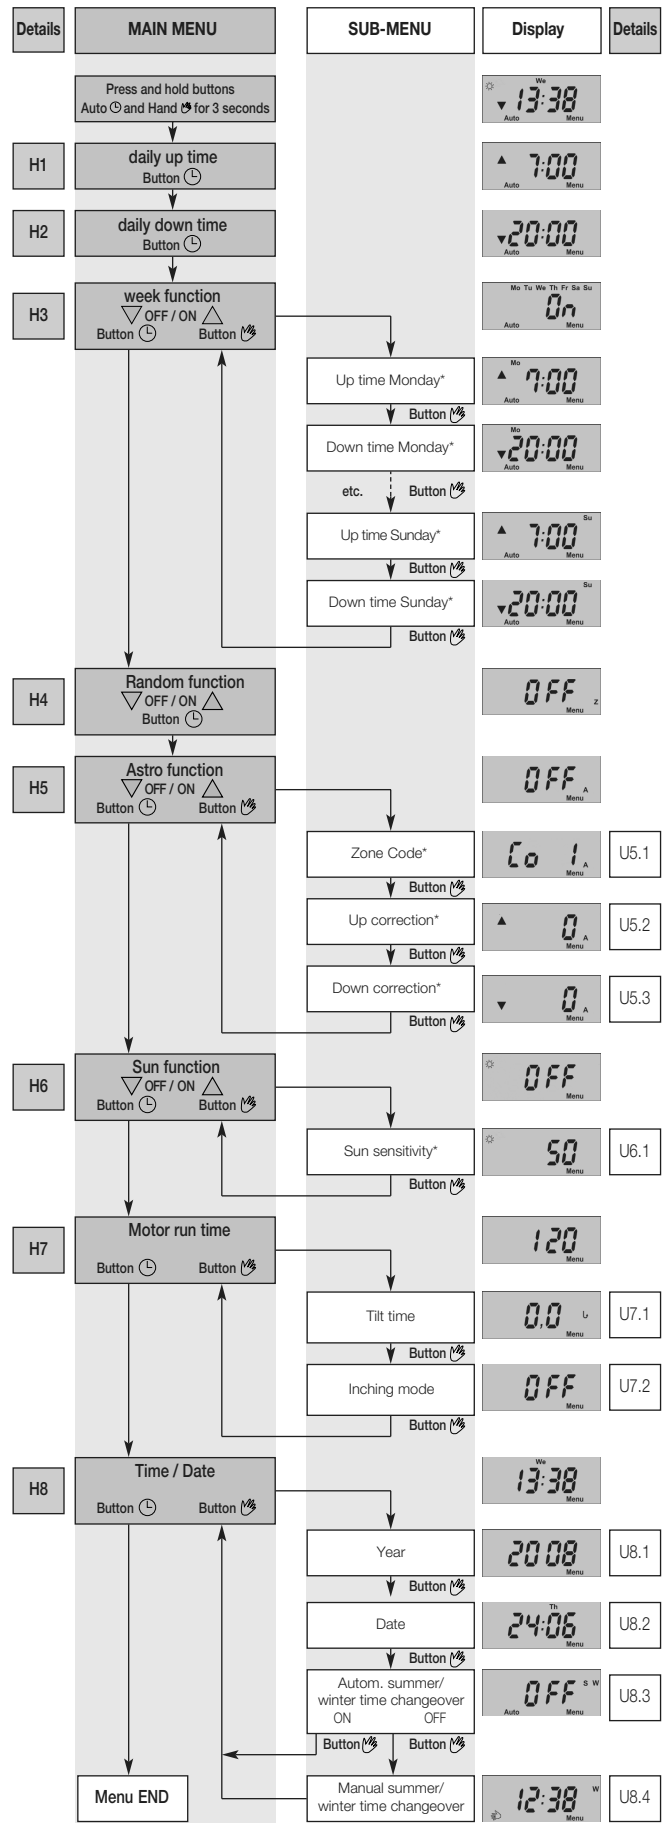 Details MAIN MENU SUB-MENU Display Details
Press and hold buttons
Auto and Hand for 3 seconds
We
13:38
Auto Menu
H1
daily up time
Button
7:00
Auto Menu
H2
daily down time
Button
20:00
Auto Menu
H3
week function
OFF / ON
Button Button
Mo Tu We Th Fr Sa Su
On
Auto Menu
Up time Monday*
Mo
7:00
Auto Menu
Button
Down time Monday*
Mo
20:00
Auto Menu
etc. Button
Up time Sunday*
Su
7:00
Auto Menu
Button
Down time Sunday*
Su
20:00
Auto Menu
Button
H4
Random function
OFF / ON
Button
OFF Z
Menu
H5
Astro function
OFF / ON
Button Button
OFF A
Menu
Zone Code*
Co 1 A
Menu
U5.1
Button
Up correction*
0 A
Menu
U5.2
Button
Down correction*
0 A
Menu
U5.3
Button
H6
Sun function
OFF / ON
Button Button
OFF
Menu
Sun sensitivity*
50
Menu
U6.1
Button
H7
Motor run time
Button Button
120
Menu
Tilt time
0,0
Menu
U7.1
Button
Inching mode
OFF
Menu
U7.2
Button
H8
Time / Date
Button Button
We
13:38
Menu
Year
2008
Menu
U8.1
Button
Date
Th
24:06
Menu
U8.2
Button
Autom. summer/
winter time changeover
ON OFF
OFF S W
Auto Menu
U8.3
Button Button
Menu END
Manual summer/
winter time changeover
W
12:38
Menu
U8.4